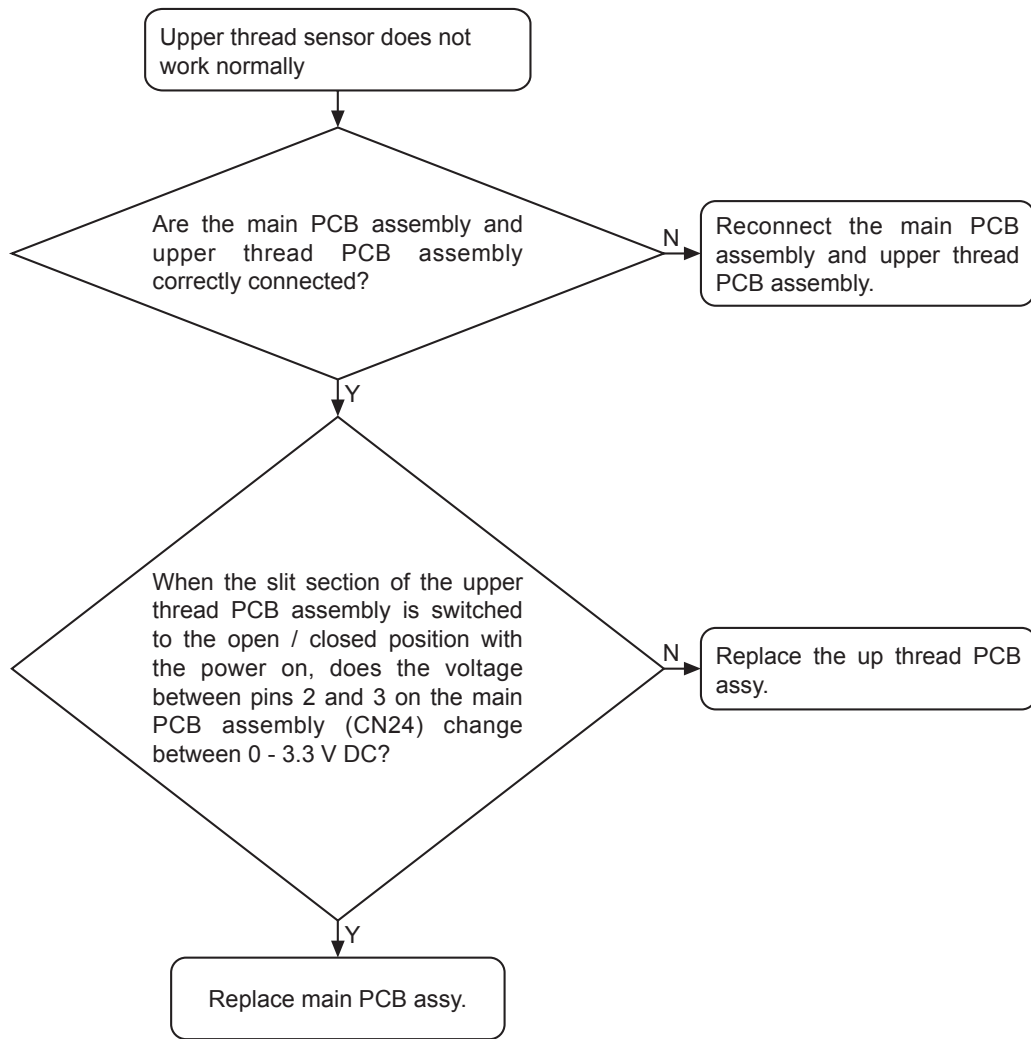 Upper thread sensor does not
work normally
Are the main PCB assembly and
upper thread PCB assembly
correctly connected?
N
Reconnect the main PCB
assembly and upper thread
PCB assembly.
Y
When the slit section of the upper
thread PCB assembly is switched
to the open / closed position with
the power on, does the voltage
between pins 2 and 3 on the main
PCB assembly (CN24) change
between 0 - 3.3 V DC?
N
Replace the up thread PCB
assy.
Y
Replace main PCB assy.